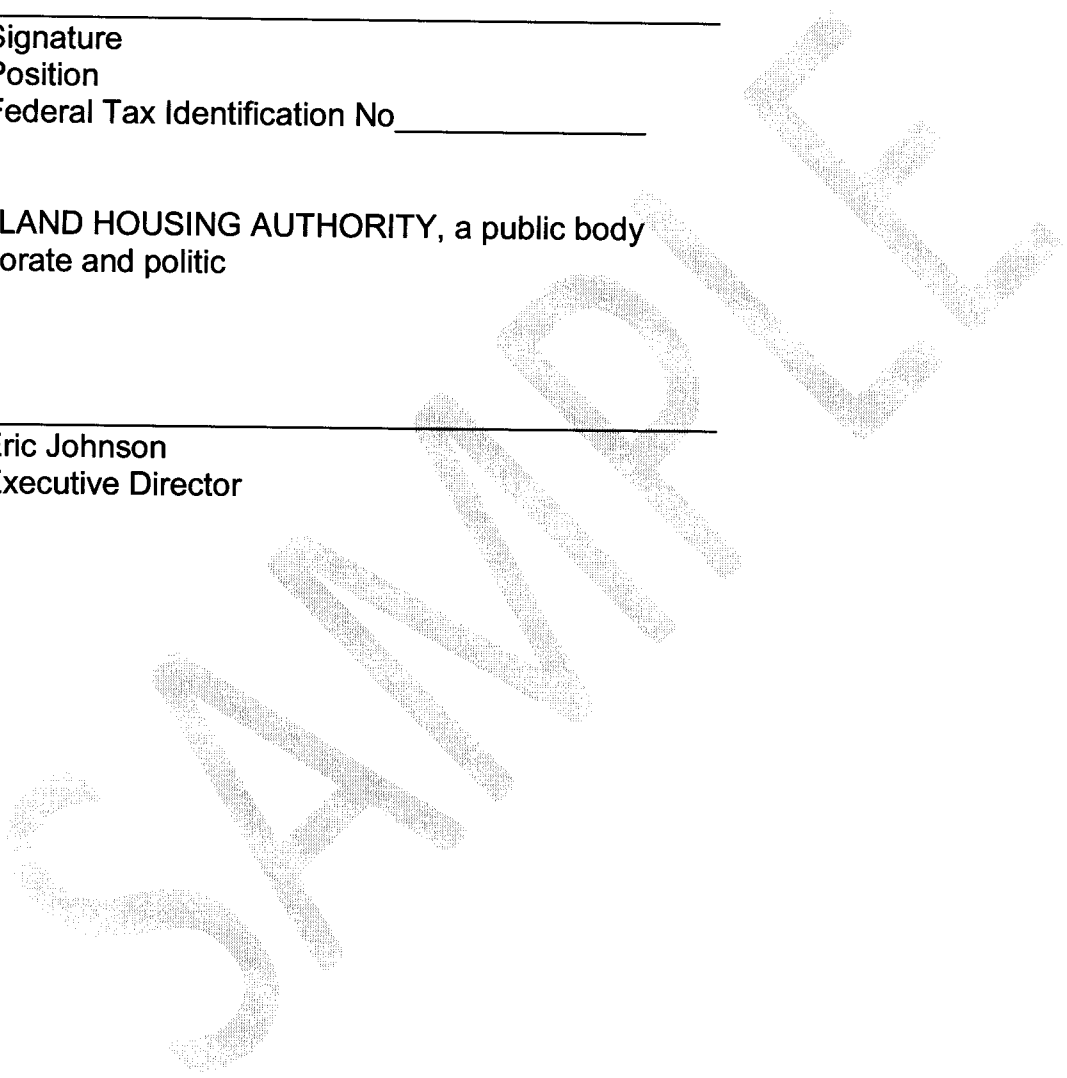 Signature
Position
Federal Tax Identification No
LAND HOUSING AUTHORITY, a public body
orate and politic
Eric Johnson
Executive Director
SAMPLE